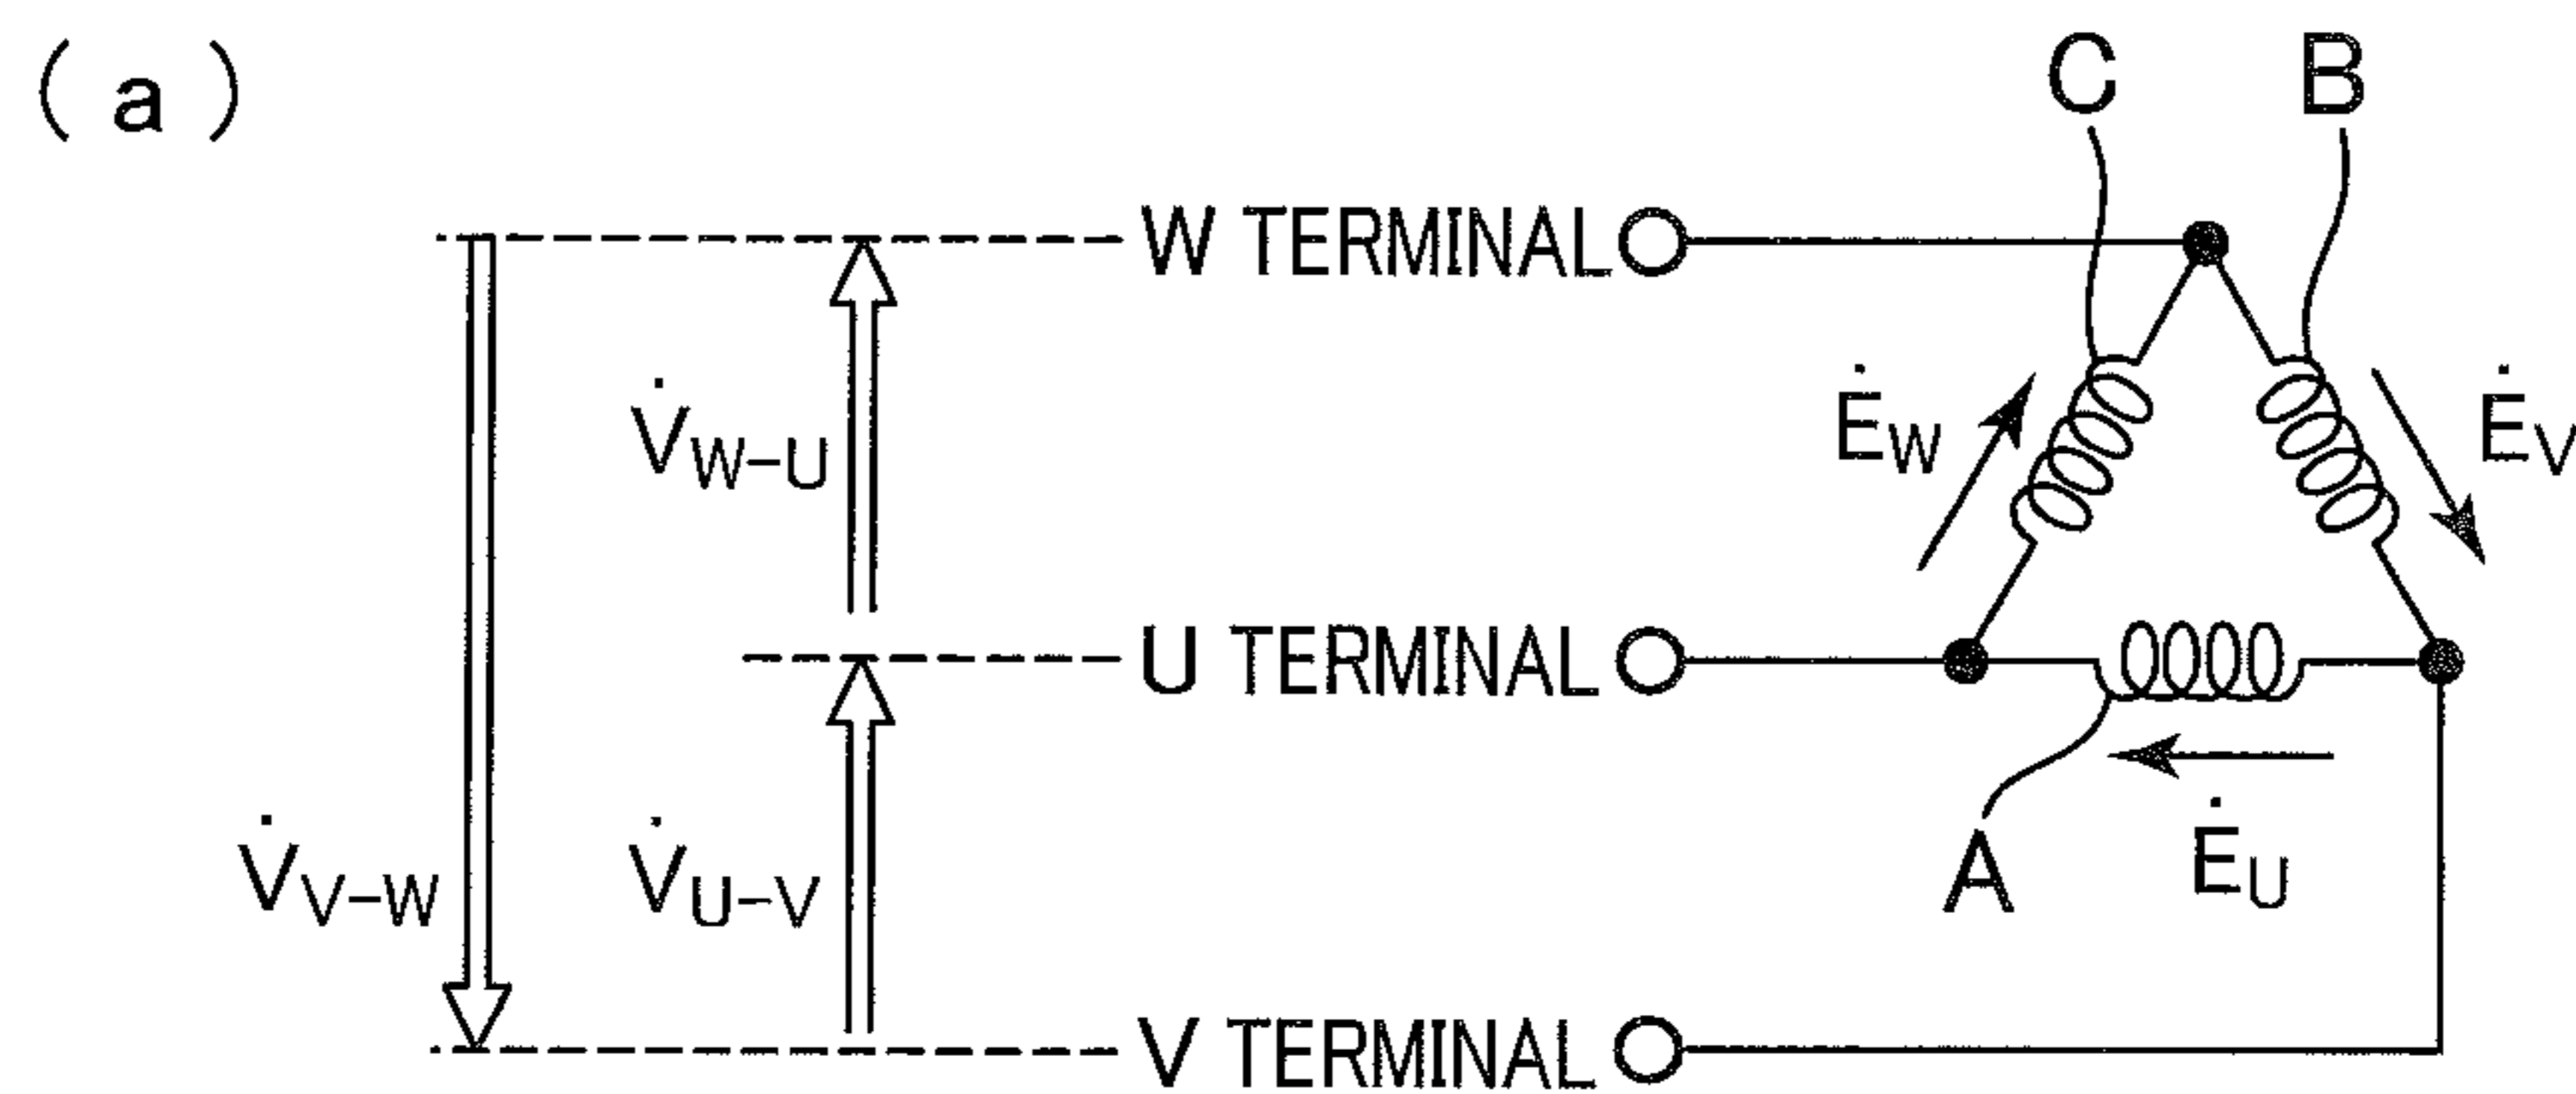 (a)
C B
W TERMINAL
V̇W-U ĖW ĖV
U TERMINAL
V̇V-W V̇U-V A ĖU
V TERMINAL